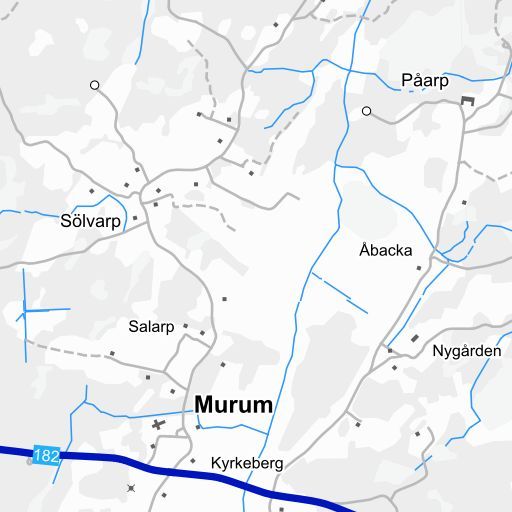 Påarp
Sölvarp
Åbacka
Salarp
Nygården
Murum
182
Kyrkeberg